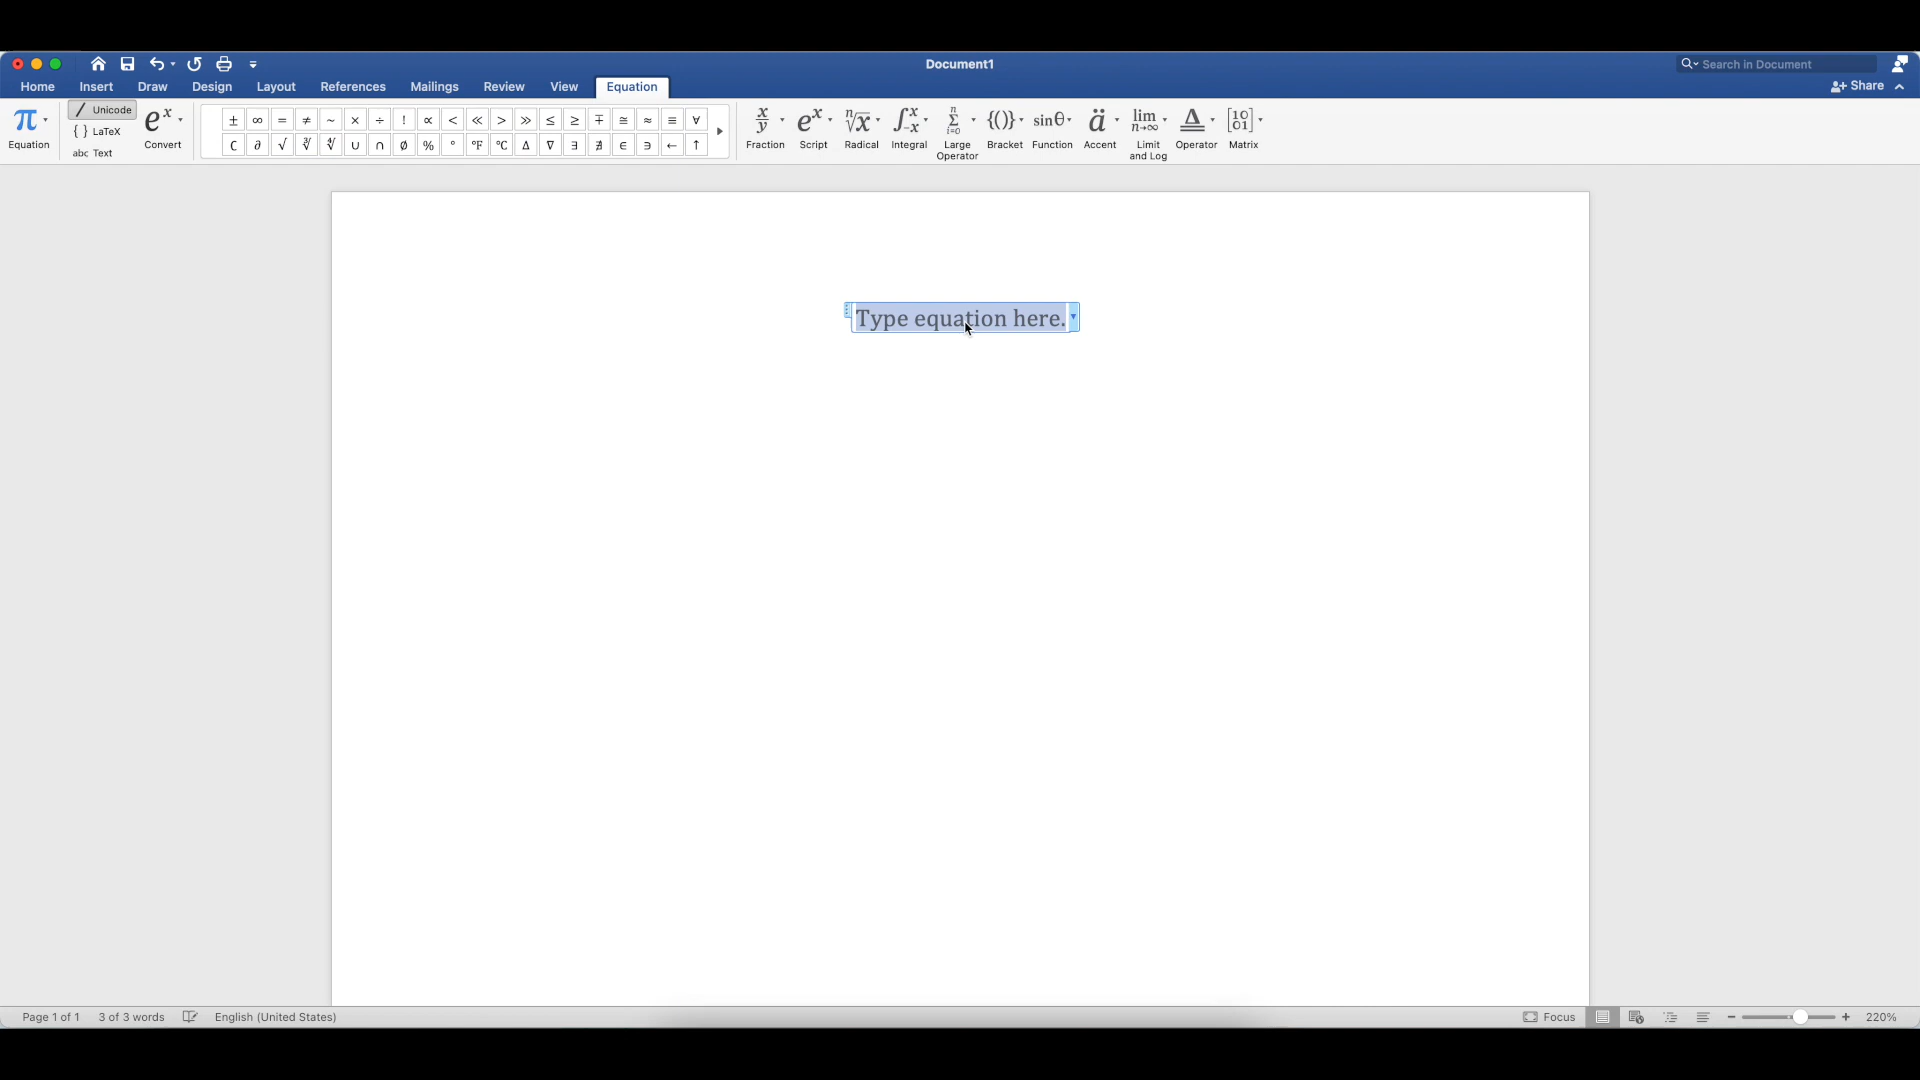 Document1
Search in Document
Home Insert Draw Design Layout References Mailings Review View Equation Share
π Equation
Unicode
{ } LaTeX
abc Text
eˣ Convert
± ∞ = ≠ ~ × ÷ ! ∝ < ≪ > ≫ ≤ ≥ ∓ ≅ ≈ ≡ ∀
∁ ∂ √ ∛ ∜ ∪ ∩ ∅ % ° °F °C ∆ ∇ ∃ ∄ ∈ ∋ ← ↑
Fraction Script Radical Integral Large Operator Bracket Function Accent Limit and Log Operator Matrix
Type equation here.
Page 1 of 1 3 of 3 words English (United States) Focus 220%